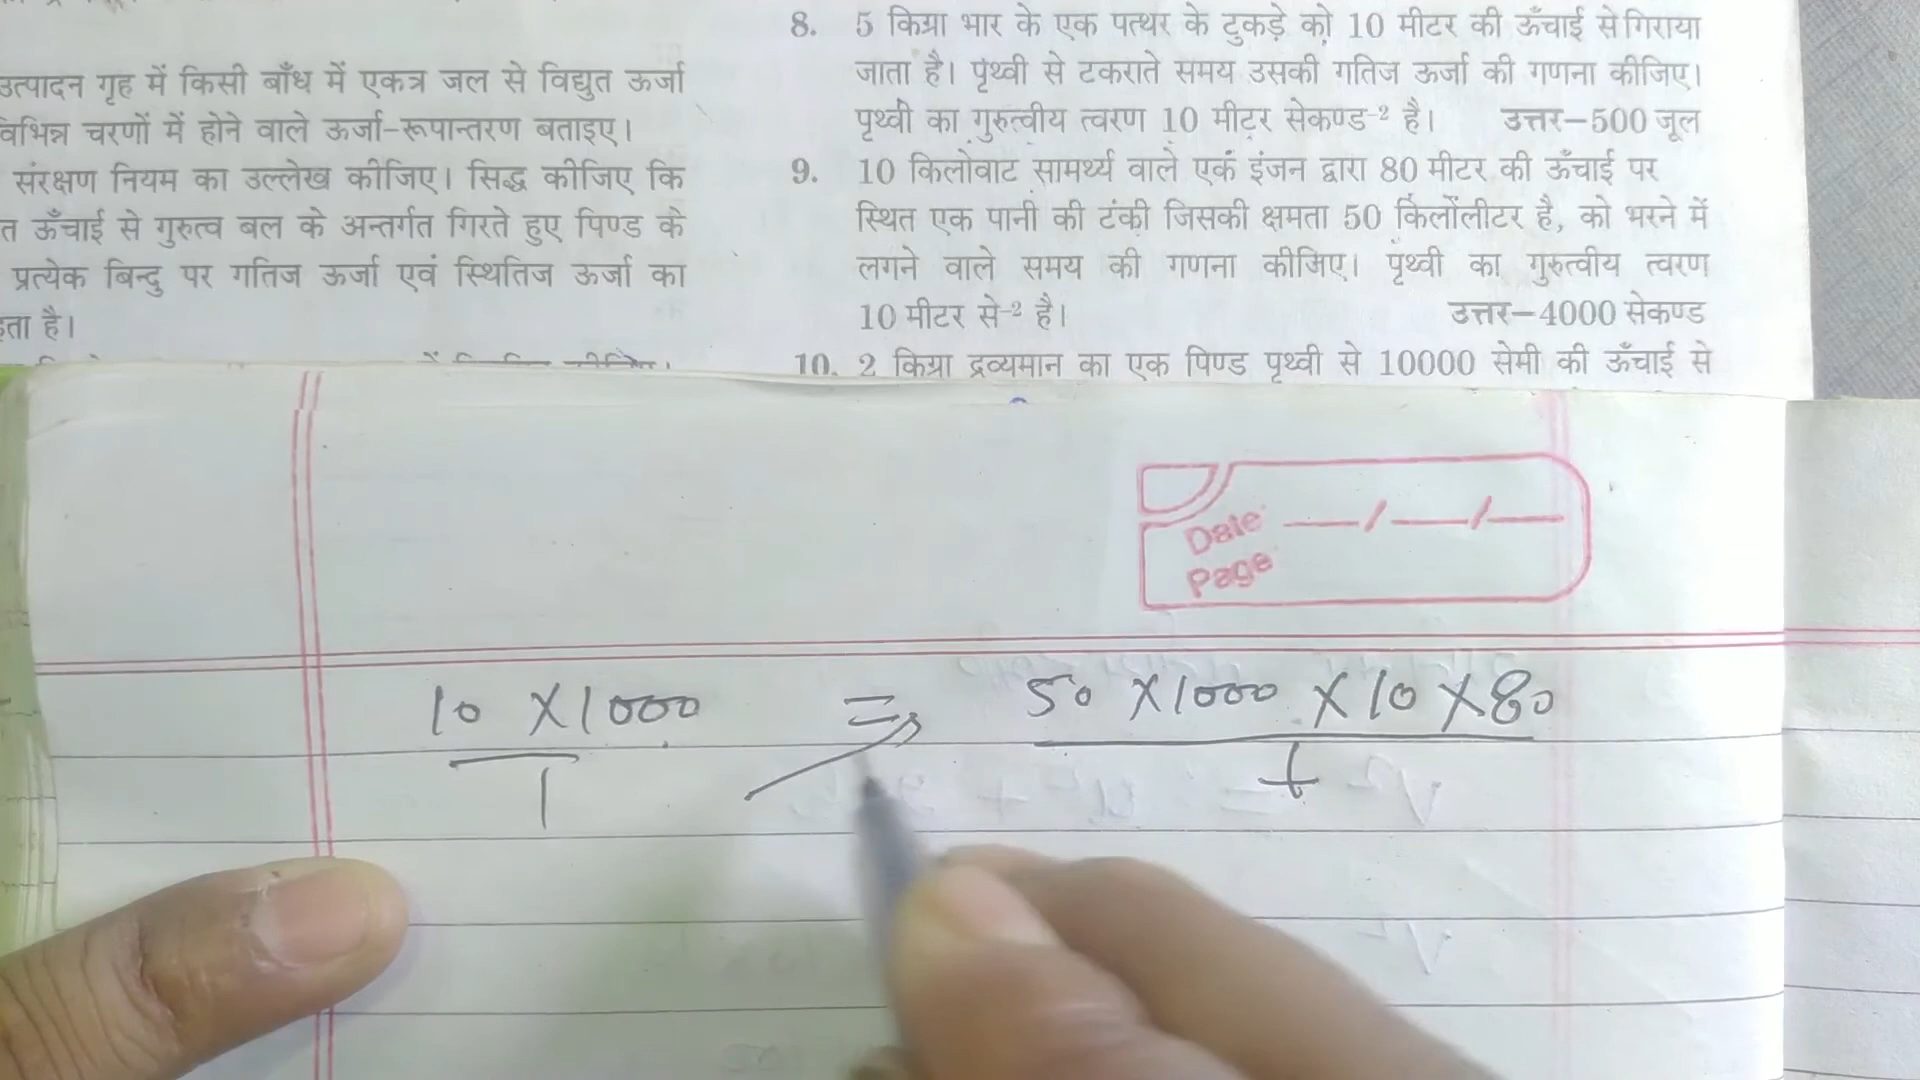 उत्पादन गृह में किसी बाँध में एकत्र जल से विद्युत ऊर्जा
विभिन्न चरणों में होने वाले ऊर्जा-रूपान्तरण बताइए।
संरक्षण नियम का उल्लेख कीजिए। सिद्ध कीजिए कि
त ऊँचाई से गुरुत्व बल के अन्तर्गत गिरते हुए पिण्ड के
प्रत्येक बिन्दु पर गतिज ऊर्जा एवं स्थितिज ऊर्जा का
ता है।
8. 5 किग्रा भार के एक पत्थर के टुकड़े को 10 मीटर की ऊँचाई से गिराया
जाता है। पृथ्वी से टकराते समय उसकी गतिज ऊर्जा की गणना कीजिए।
पृथ्वी का गुरुत्वीय त्वरण 10 मीटर सेकण्ड⁻² है। उत्तर–500 जूल
9. 10 किलोवाट सामर्थ्य वाले एक इंजन द्वारा 80 मीटर की ऊँचाई पर
स्थित एक पानी की टंकी जिसकी क्षमता 50 किलोलीटर है, को भरने में
लगने वाले समय की गणना कीजिए। पृथ्वी का गुरुत्वीय त्वरण
10 मीटर से⁻² है। उत्तर–4000 सेकण्ड
10. 2 किग्रा द्रव्यमान का एक पिण्ड पृथ्वी से 10000 सेमी की ऊँचाई से
Date / /
Page
10 × 1000 = 50 × 1000 × 10 × 80
1 t